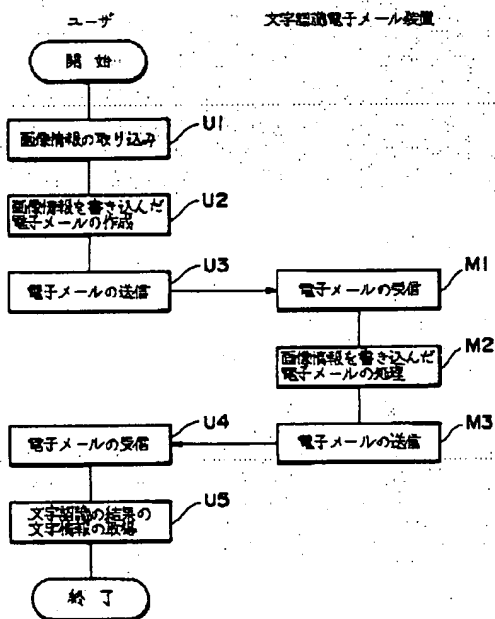 ユーザ
文字認識電子メール装置
開始
画像情報の取り込み
U1
画像情報を書き込んだ
電子メールの作成
U2
電子メールの送信
U3
電子メールの受信
M1
画像情報を書き込んだ
電子メールの処理
M2
電子メールの受信
U4
電子メールの送信
M3
文字認識の結果の
文字情報の取得
U5
終了